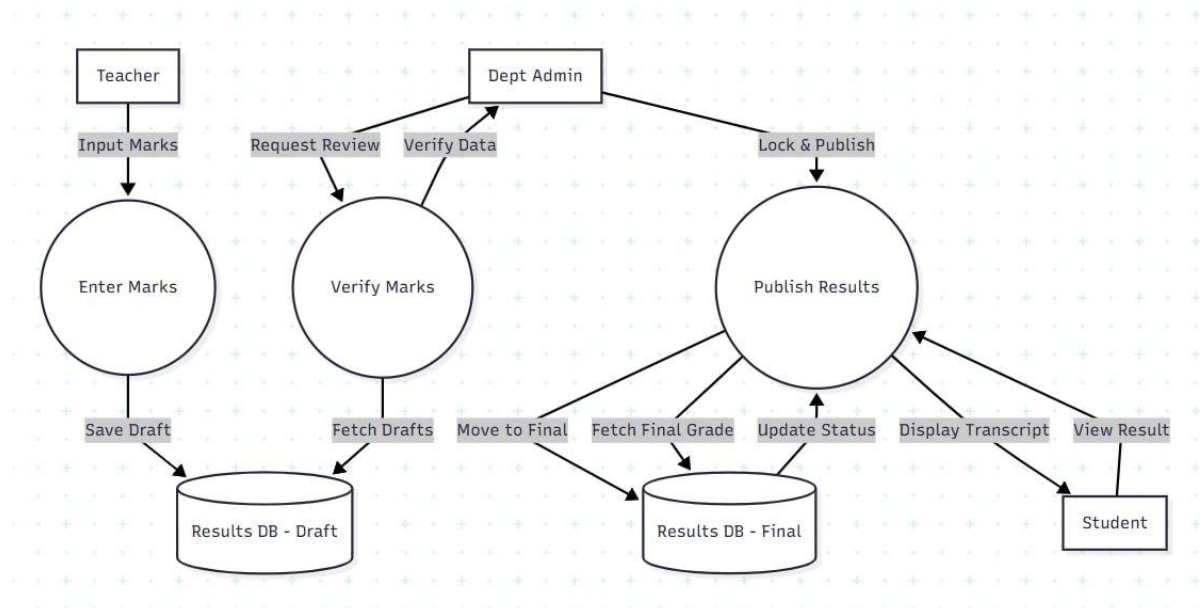 Teacher
Dept Admin
Input Marks
Request Review
Verify Data
Lock & Publish
Enter Marks
Verify Marks
Publish Results
Save Draft
Fetch Drafts
Move to Final
Fetch Final Grade
Update Status
Display Transcript
View Result
Results DB - Draft
Results DB - Final
Student